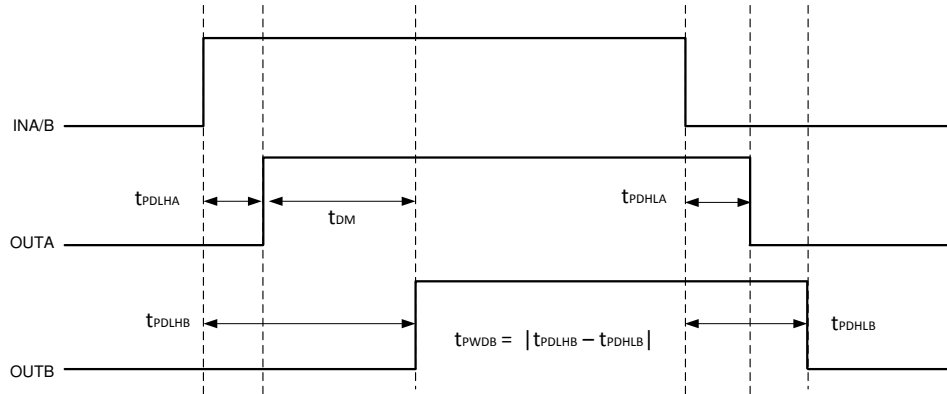 INA/B
tPDLHA
tPDHLA
tDM
OUTA
tPDLHB
tPWDB = |tPDLHB – tPDHLB|
tPDHLB
OUTB